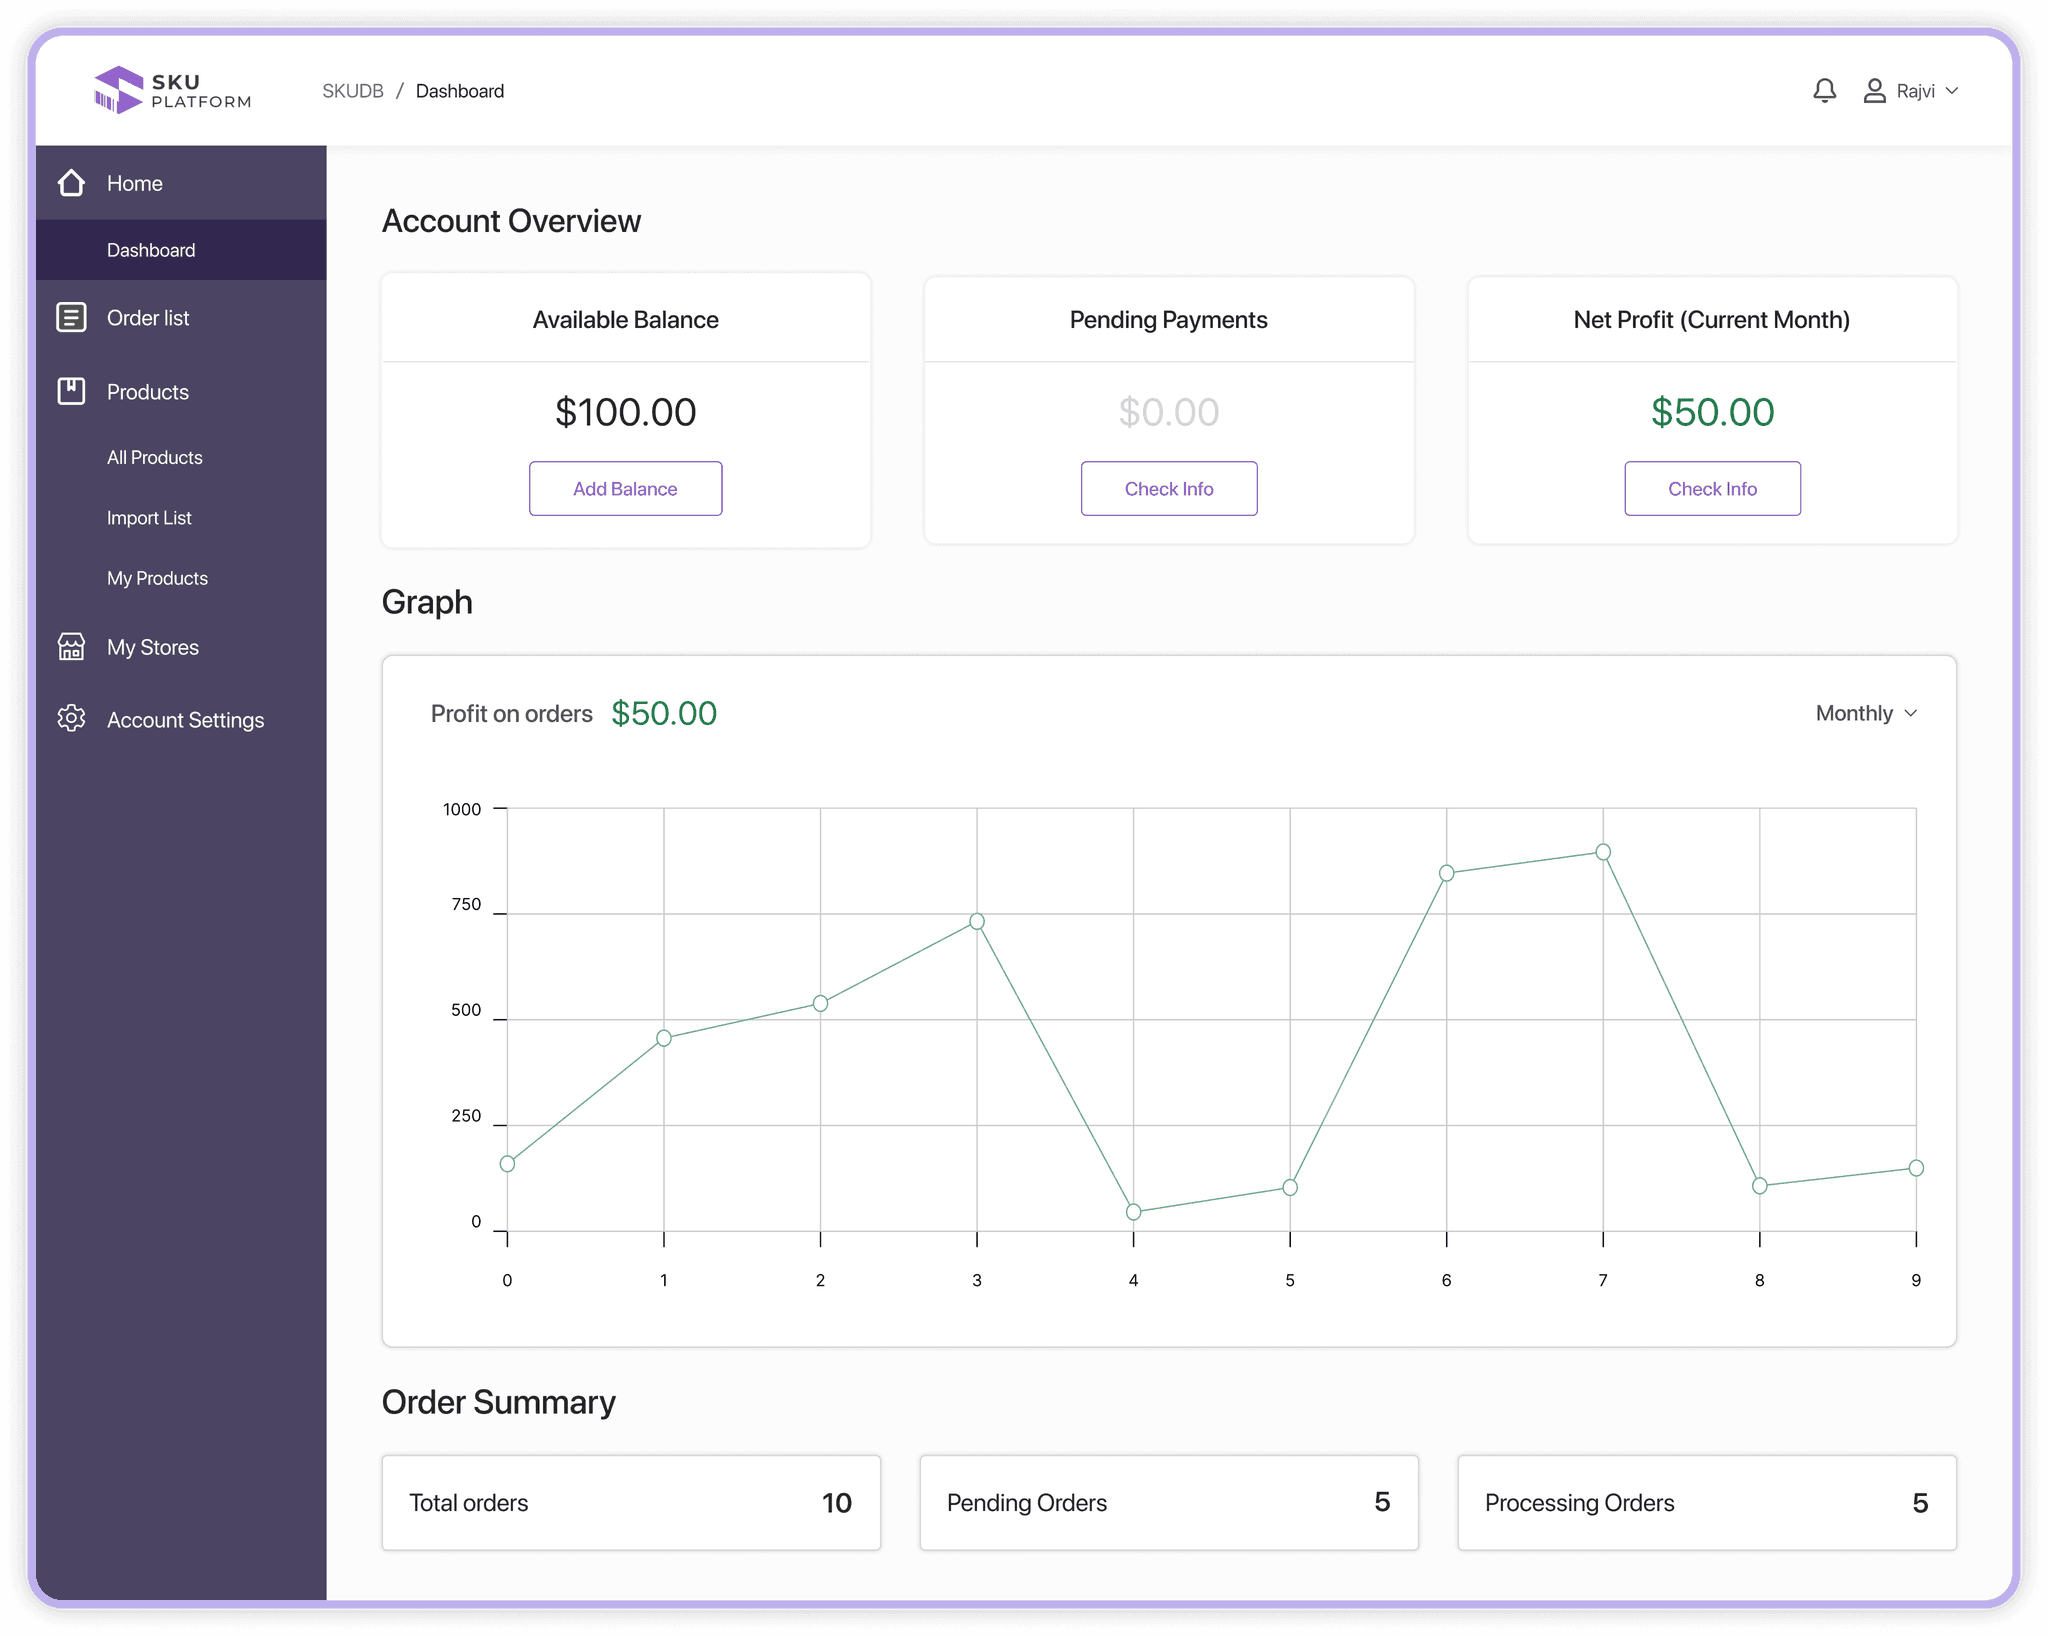 SKU
PLATFORM
SKUDB / Dashboard
Rajvi
Home
Dashboard
Order list
Products
All Products
Import List
My Products
My Stores
Account Settings
Account Overview
Available Balance
$100.00
Add Balance
Pending Payments
$0.00
Check Info
Net Profit (Current Month)
$50.00
Check Info
Graph
Profit on orders $50.00
Monthly
1000
750
500
250
0
0 1 2 3 4 5 6 7 8 9
Order Summary
Total orders 10
Pending Orders 5
Processing Orders 5